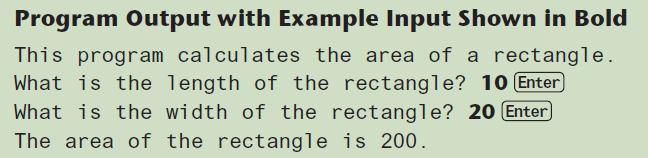 Program Output with Example Input Shown in Bold
This program calculates the area of a rectangle.
What is the length of the rectangle? 10 Enter
What is the width of the rectangle? 20 Enter
The area of the rectangle is 200.